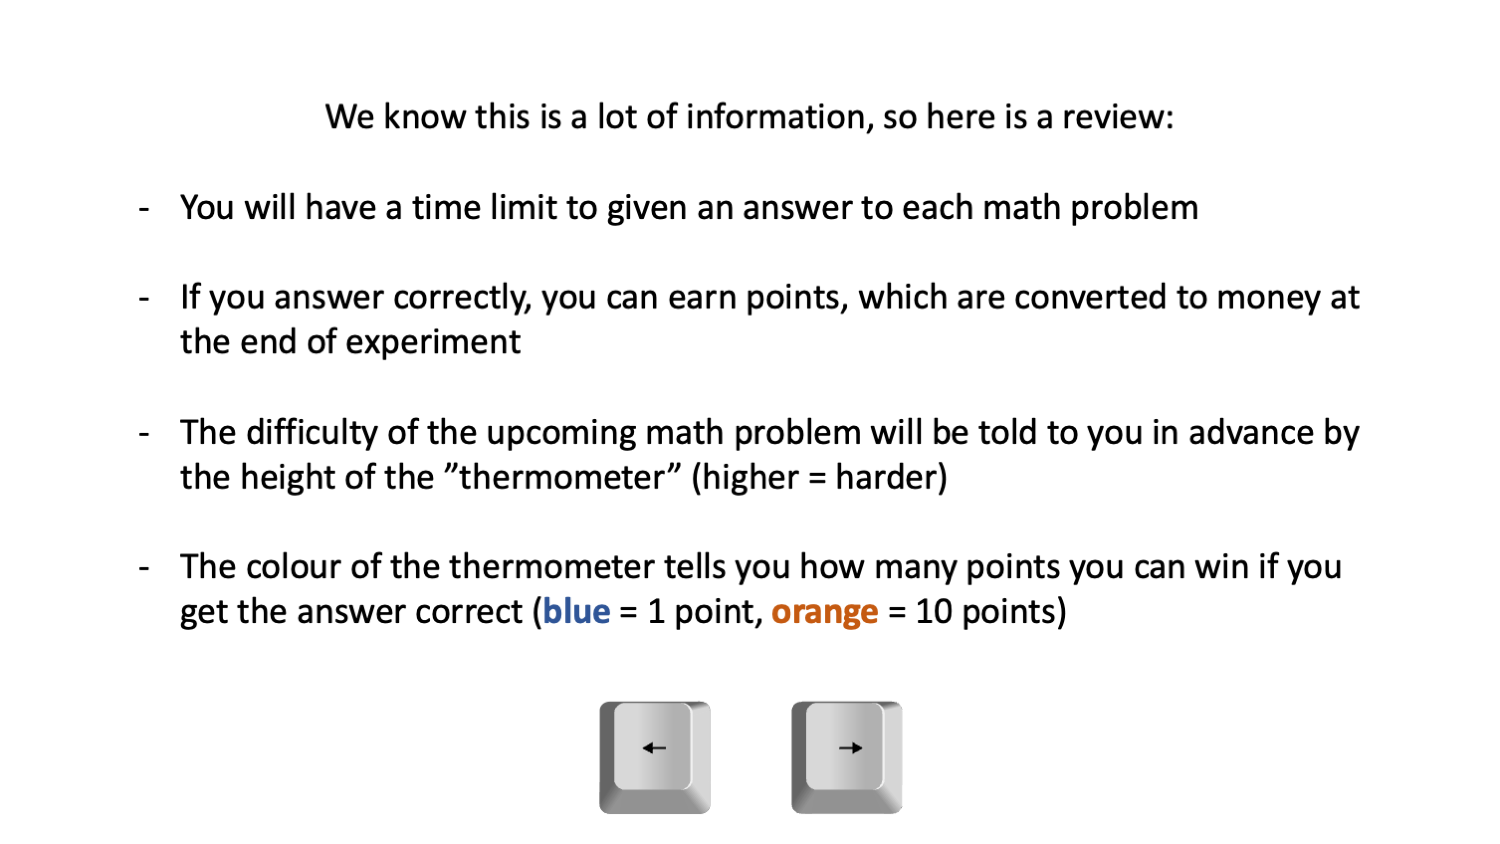 We know this is a lot of information, so here is a review:
- You will have a time limit to given an answer to each math problem
- If you answer correctly, you can earn points, which are converted to money at
the end of experiment
- The difficulty of the upcoming math problem will be told to you in advance by
the height of the ”thermometer” (higher = harder)
- The colour of the thermometer tells you how many points you can win if you
get the answer correct (blue = 1 point, orange = 10 points)
← →